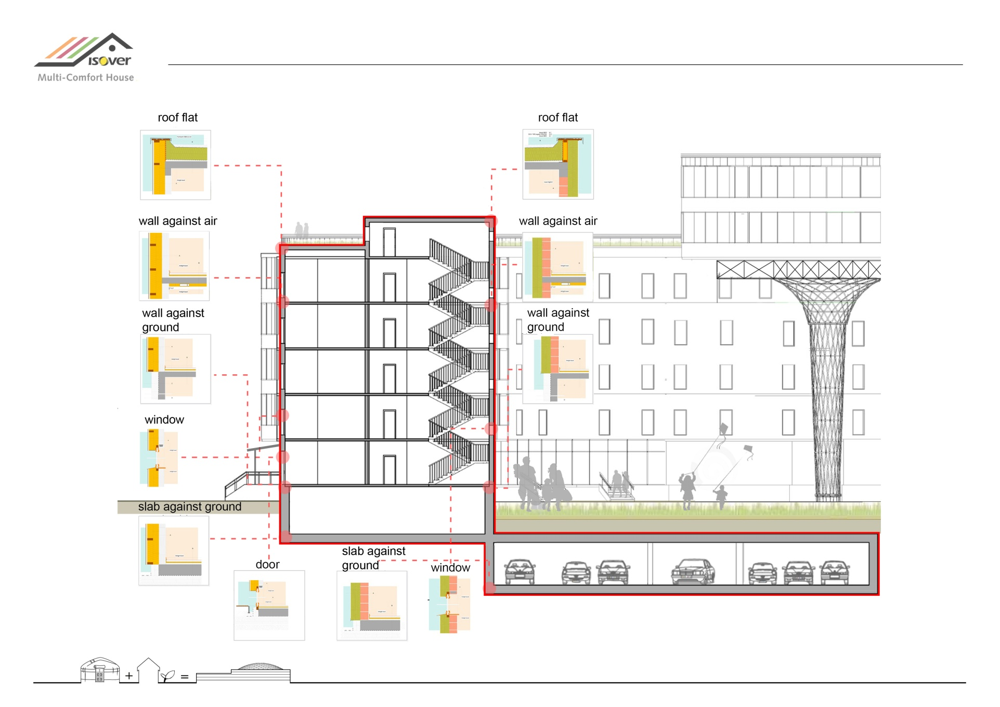 isover
Multi-Comfort House
roof flat
roof flat
wall against air
wall against air
wall against
ground
wall against
ground
window
slab against ground
door
slab against
ground
window
+
=